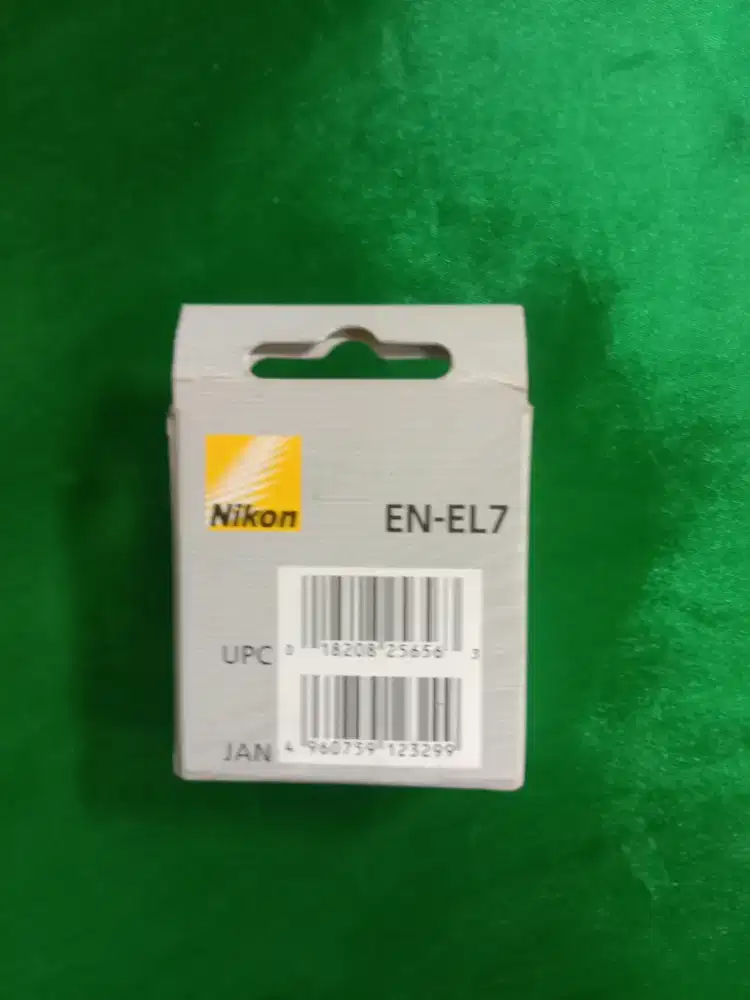 Nikon
EN-EL7
UPC 0 18208 25656 3
JAN 4 960759 123299